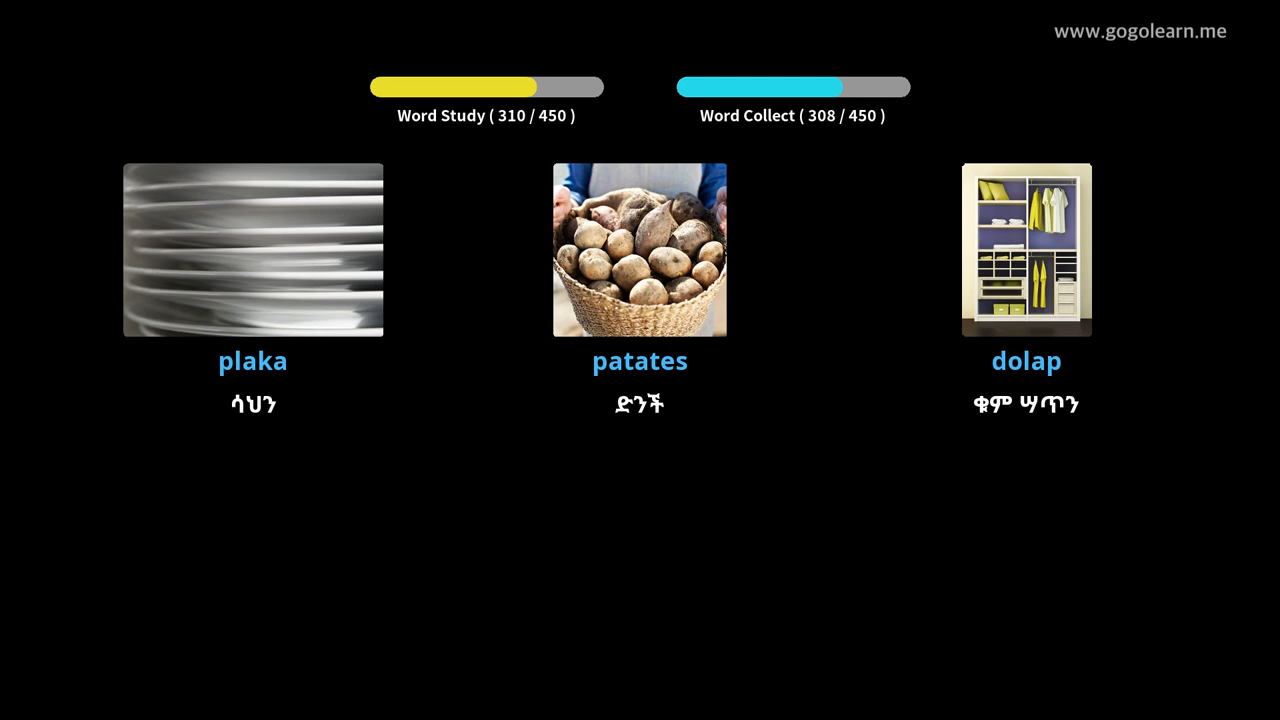 www.gogolearn.me
Word Study ( 310 / 450 )
Word Collect ( 308 / 450 )
plaka
patates
dolap
ሳህን
ድንች
ቁም ሣጥን